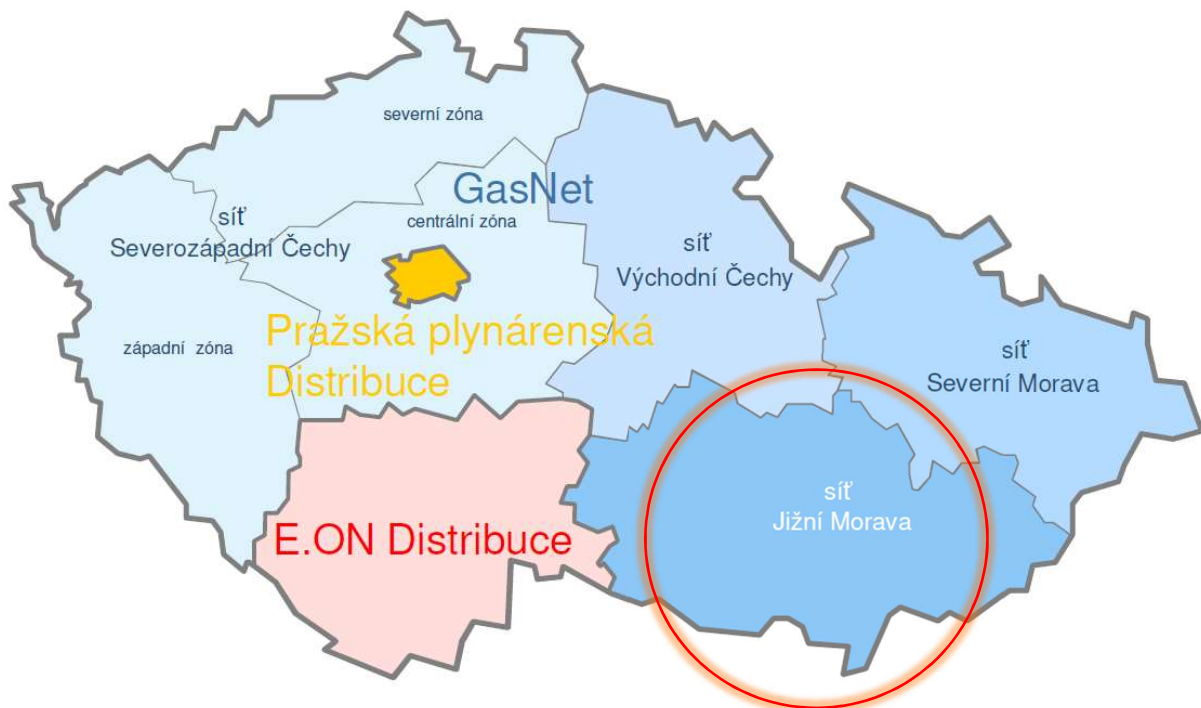 severní zóna
GasNet
centrální zóna
síť
Severozápadní Čechy
síť
Východní Čechy
Pražská plynárenská
Distribuce
západní zóna
síť
Severní Morava
síť
Jižní Morava
E.ON Distribuce